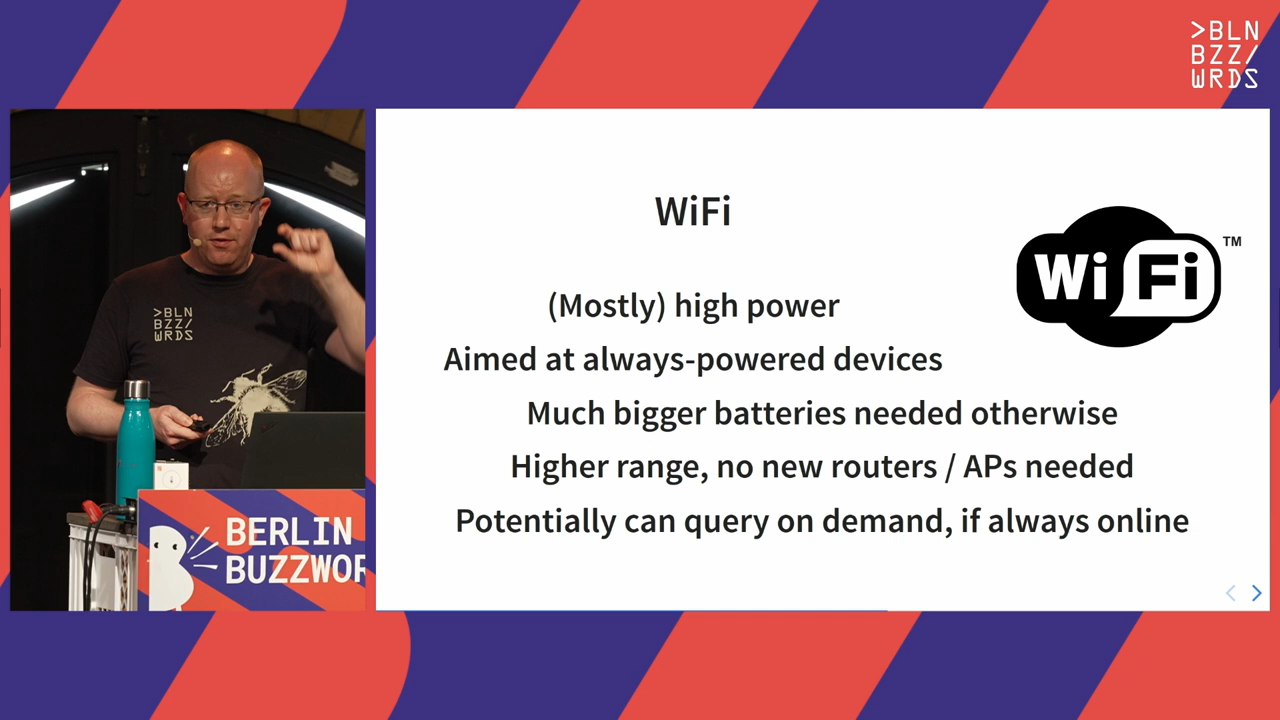 >BLN
BZZ/
WRDS
>BLN
BZZ/
WRDS
BERLIN
BUZZWOR
WiFi
WiFi
TM
(Mostly) high power
Aimed at always-powered devices
Much bigger batteries needed otherwise
Higher range, no new routers / APs needed
Potentially can query on demand, if always online